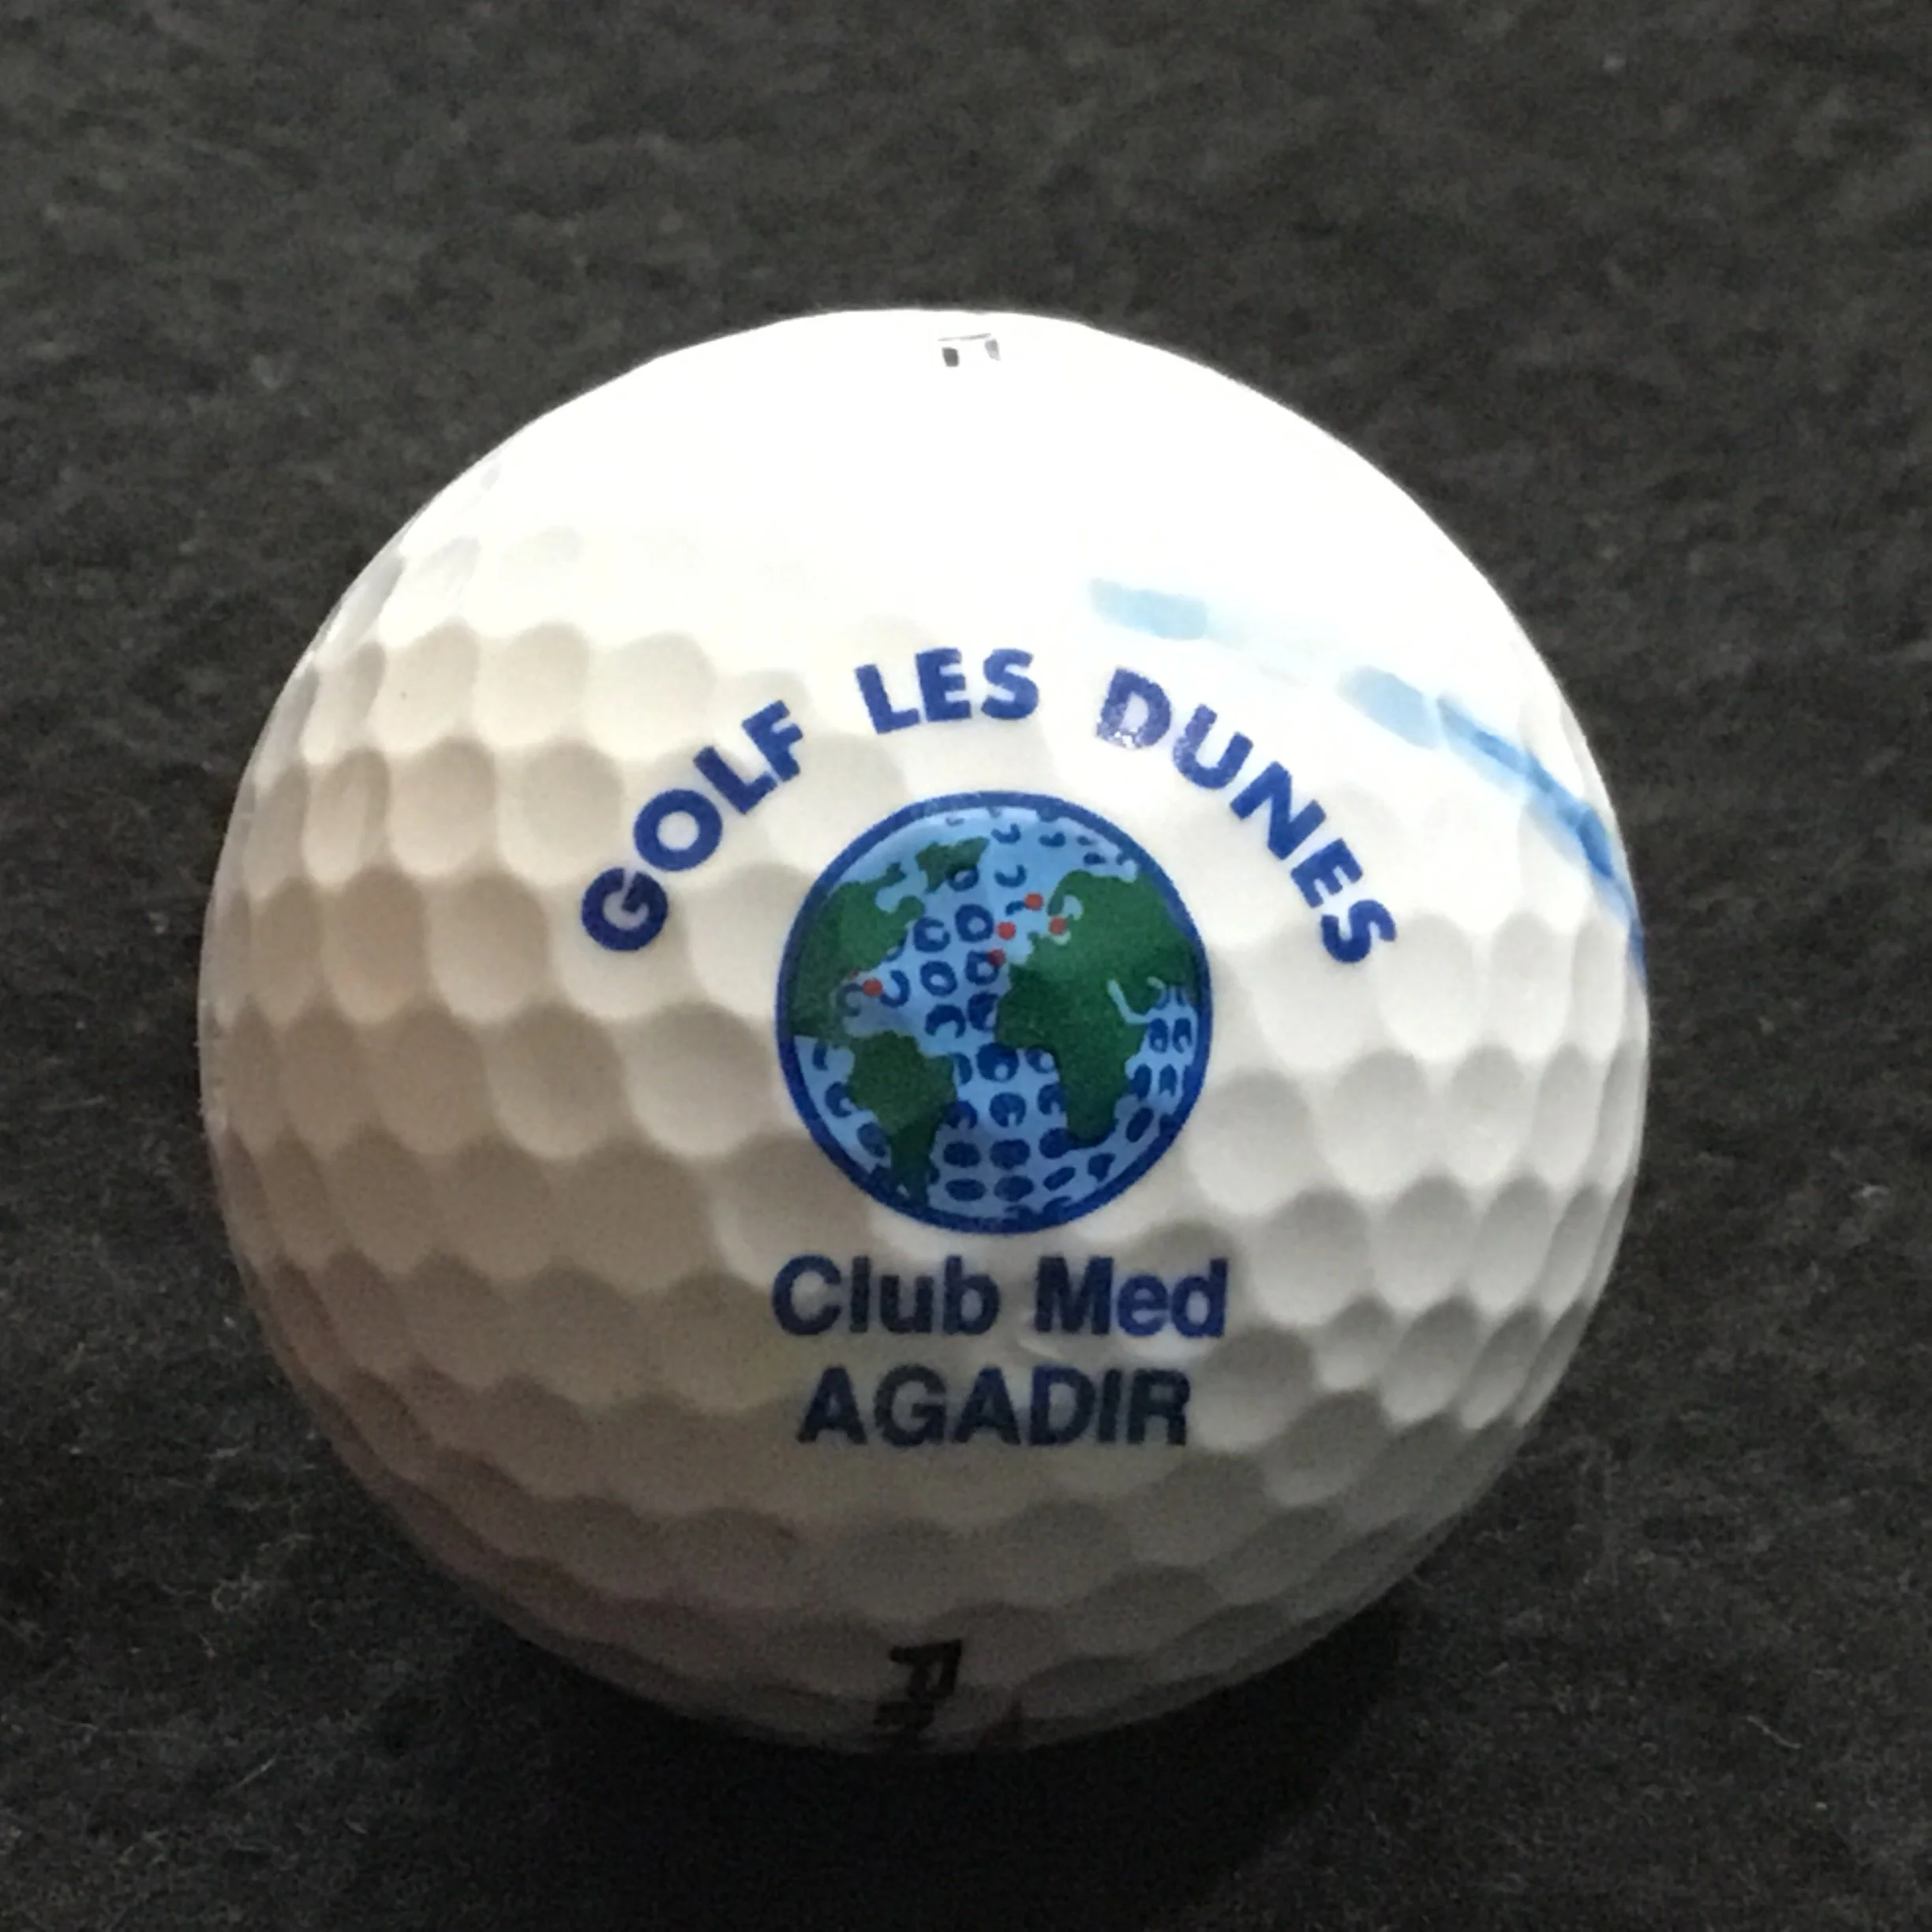 GOLF LES DUNES
Club Med
AGADIR